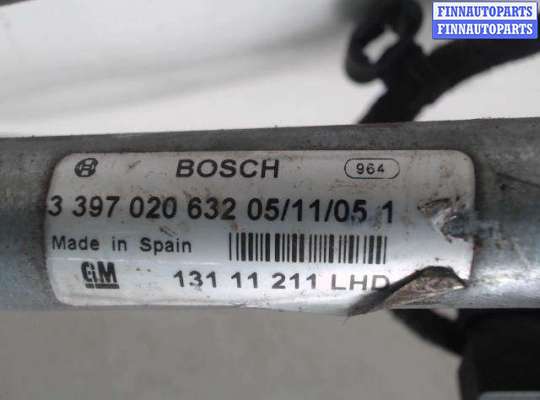 FINNAUTOPARTS
FINNAUTOPARTS
BOSCH 964
3 397 020 632 05/11/05 1
Made in Spain
GM 131 11 211 LHD